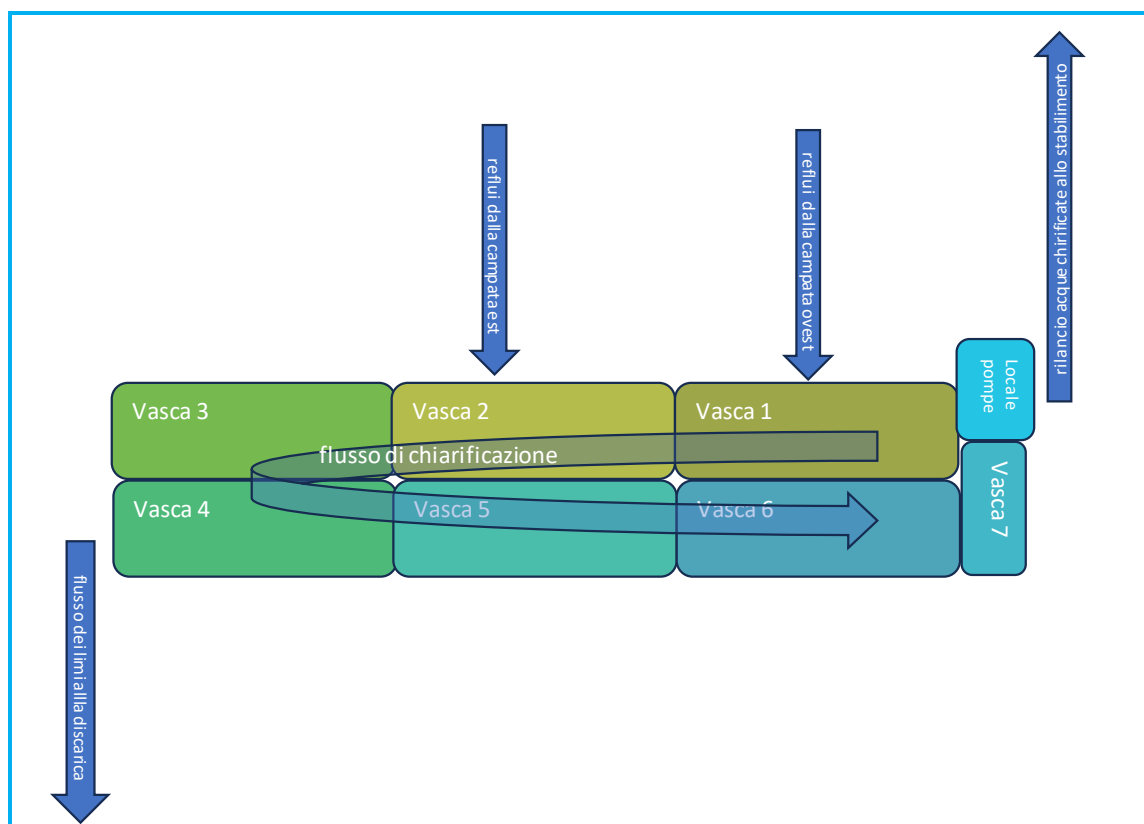 rilancio acque chirificate allo stabilimento
reflui dalla campata est
reflui dalla campata ovest
Locale
pompe
Vasca 3
Vasca 2
Vasca 1
flusso di chiarificazione
Vasca 4
Vasca 5
Vasca 6
Vasca 7
flusso dei limi allla discarica